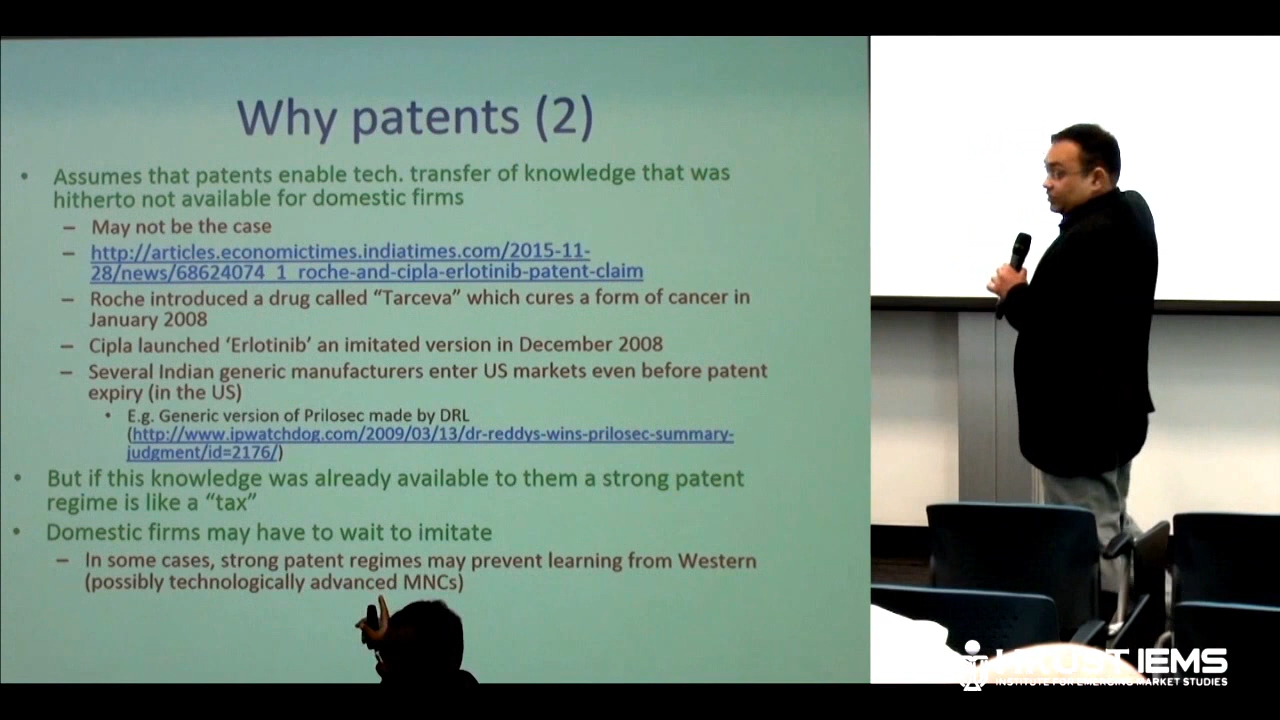 Why patents (2)
• Assumes that patents enable tech. transfer of knowledge that was
hitherto not available for domestic firms
– May not be the case
– http://articles.economictimes.indiatimes.com/2015-11-
28/news/68624074_1_roche-and-cipla-erlotinib-patent-claim
– Roche introduced a drug called “Tarceva” which cures a form of cancer in
January 2008
– Cipla launched ‘Erlotinib’ an imitated version in December 2008
– Several Indian generic manufacturers enter US markets even before patent
expiry (in the US)
• E.g. Generic version of Prilosec made by DRL
(http://www.ipwatchdog.com/2009/03/13/dr-reddys-wins-prilosec-summary-
judgment/id=2176/)
• But if this knowledge was already available to them a strong patent
regime is like a “tax”
• Domestic firms may have to wait to imitate
– In some cases, strong patent regimes may prevent learning from Western
(possibly technologically advanced MNCs)
HKUST IEMS
INSTITUTE FOR EMERGING MARKET STUDIES